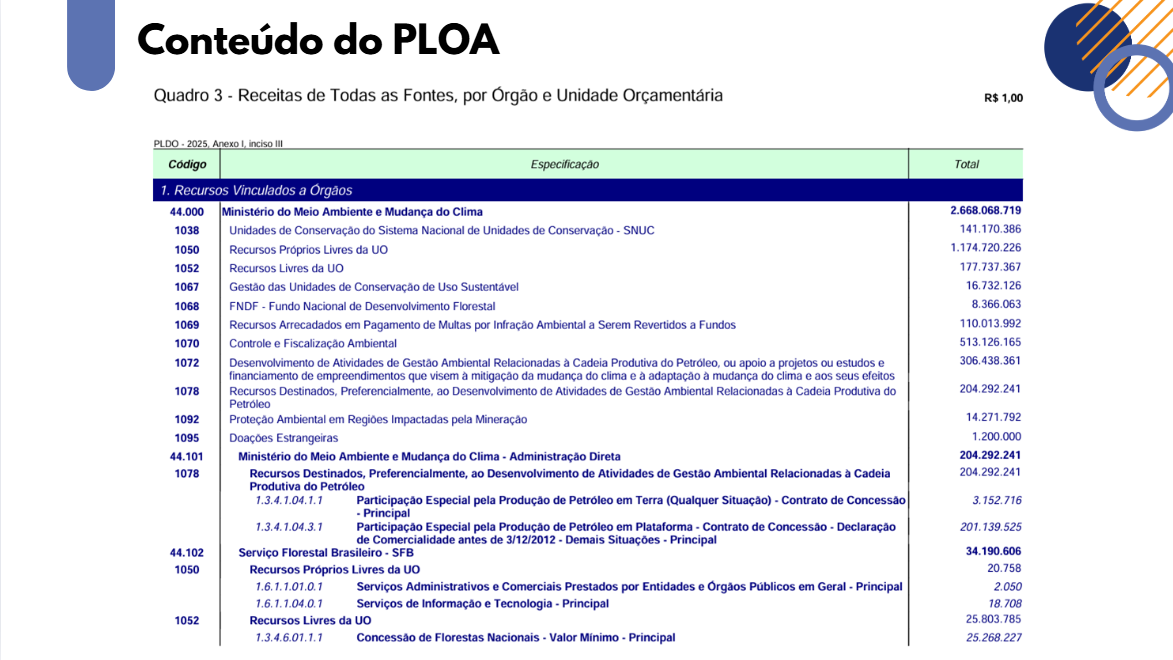 Conteúdo do PLOA
Quadro 3 - Receitas de Todas as Fontes, por Órgão e Unidade Orçamentária
R$ 1,00
PLDO - 2025, Anexo I, inciso III
Código Especificação Total
1. Recursos Vinculados a Órgãos
44.000 Ministério do Meio Ambiente e Mudança do Clima 2.668.068.719
1038 Unidades de Conservação do Sistema Nacional de Unidades de Conservação - SNUC 141.170.386
1050 Recursos Próprios Livres da UO 1.174.720.226
1052 Recursos Livres da UO 177.737.367
1067 Gestão das Unidades de Conservação de Uso Sustentável 16.732.126
1068 FNDF - Fundo Nacional de Desenvolvimento Florestal 8.366.063
1069 Recursos Arrecadados em Pagamento de Multas por Infração Ambiental a Serem Revertidos a Fundos 110.013.992
1070 Controle e Fiscalização Ambiental 513.126.165
1072 Desenvolvimento de Atividades de Gestão Ambiental Relacionadas à Cadeia Produtiva do Petróleo, ou apoio a projetos ou estudos e 306.438.361
financiamento de empreendimentos que visem à mitigação da mudança do clima e à adaptação à mudança do clima e aos seus efeitos
1078 Recursos Destinados, Preferencialmente, ao Desenvolvimento de Atividades de Gestão Ambiental Relacionadas à Cadeia Produtiva do 204.292.241
Petróleo
1092 Proteção Ambiental em Regiões Impactadas pela Mineração 14.271.792
1095 Doações Estrangeiras 1.200.000
44.101 Ministério do Meio Ambiente e Mudança do Clima - Administração Direta 204.292.241
1078 Recursos Destinados, Preferencialmente, ao Desenvolvimento de Atividades de Gestão Ambiental Relacionadas à Cadeia 204.292.241
Produtiva do Petróleo
1.3.4.1.04.1.1 Participação Especial pela Produção de Petróleo em Terra (Qualquer Situação) - Contrato de Concessão 3.152.716
- Principal
1.3.4.1.04.3.1 Participação Especial pela Produção de Petróleo em Plataforma - Contrato de Concessão - Declaração 201.139.525
de Comercialidade antes de 3/12/2012 - Demais Situações - Principal
44.102 Serviço Florestal Brasileiro - SFB 34.190.606
1050 Recursos Próprios Livres da UO 20.758
1.6.1.1.01.0.1 Serviços Administrativos e Comerciais Prestados por Entidades e Órgãos Públicos em Geral - Principal 2.050
1.6.1.1.04.0.1 Serviços de Informação e Tecnologia - Principal 18.708
1052 Recursos Livres da UO 25.803.785
1.3.4.6.01.1.1 Concessão de Florestas Nacionais - Valor Mínimo - Principal 25.268.227